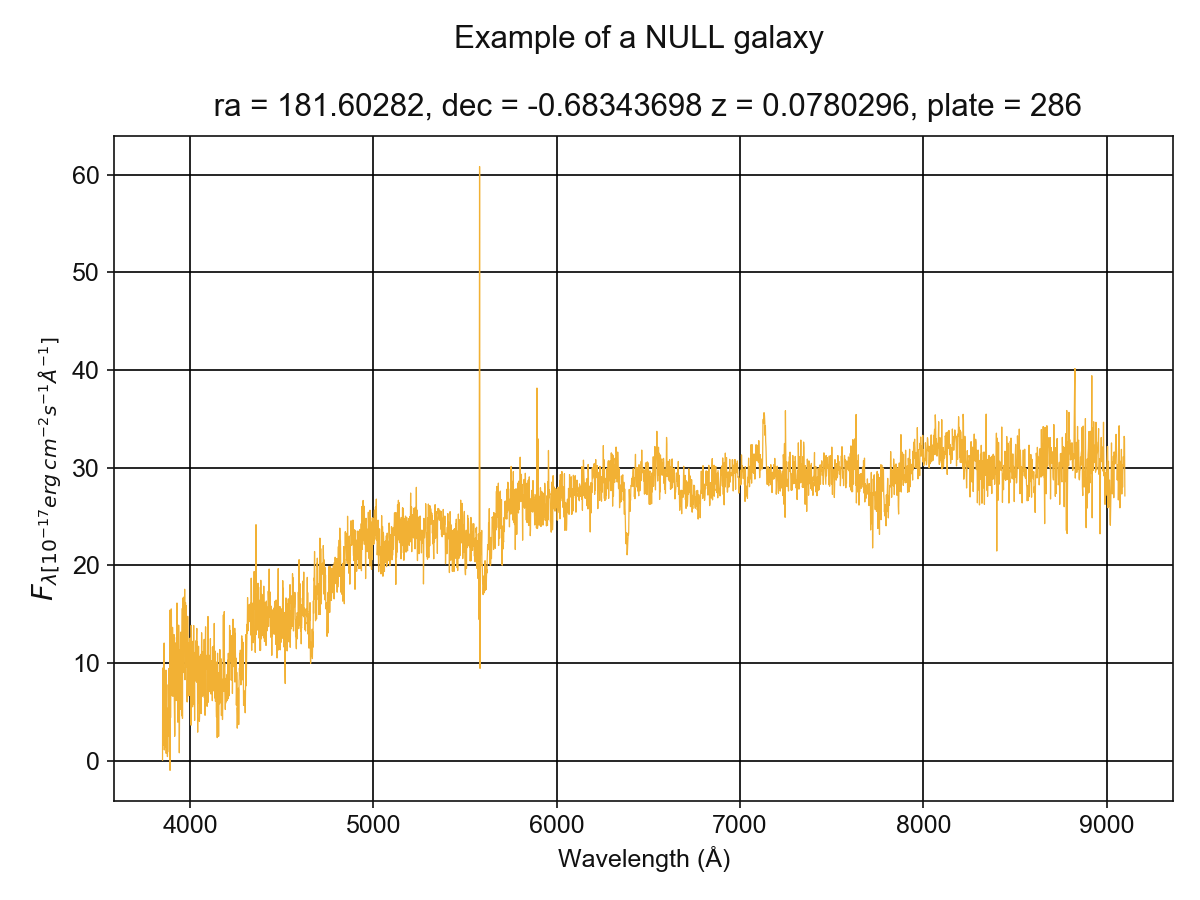 Example of a NULL galaxy
ra = 181.60282, dec = -0.68343698 z = 0.0780296, plate = 286
60
50
40
30
20
10
0
F_λ[10^{-17} erg cm^{-2} s^{-1} Å^{-1}]
4000 5000 6000 7000 8000 9000
Wavelength (Å)